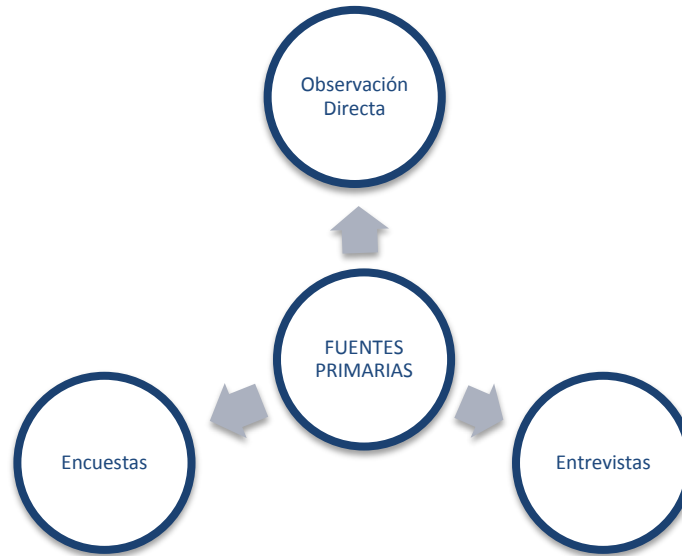 Observación
Directa
FUENTES
PRIMARIAS
Encuestas
Entrevistas